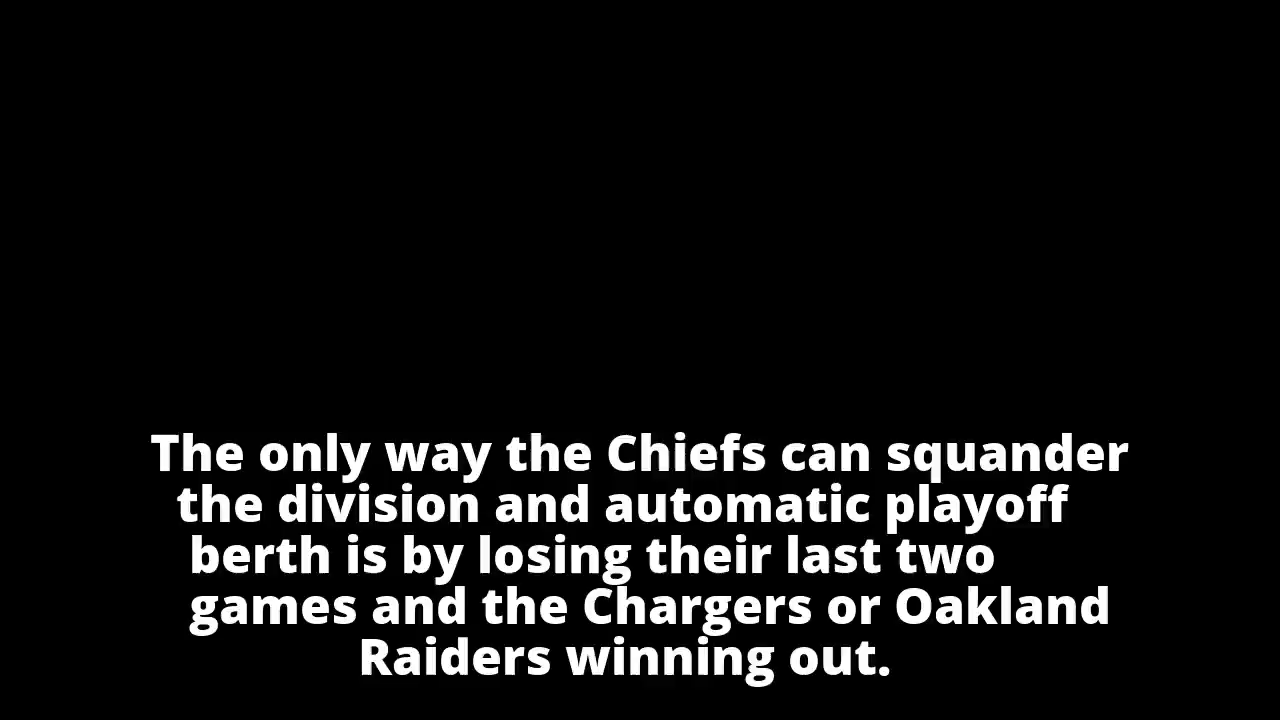 The only way the Chiefs can squander
the division and automatic playoff
berth is by losing their last two
games and the Chargers or Oakland
Raiders winning out.